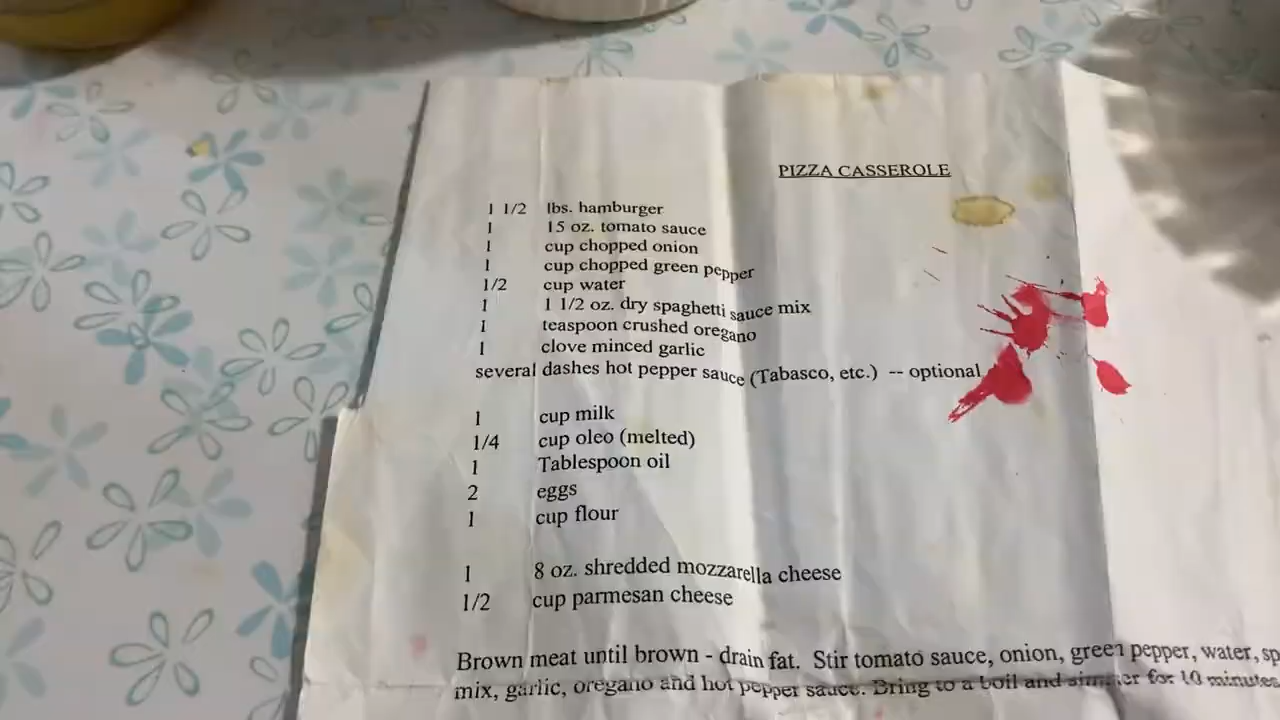 PIZZA CASSEROLE
1 1/2 lbs. hamburger
1 15 oz. tomato sauce
1 cup chopped onion
1 cup chopped green pepper
1/2 cup water
1 1 1/2 oz. dry spaghetti sauce mix
1 teaspoon crushed oregano
1 clove minced garlic
several dashes hot pepper sauce (Tabasco, etc.) -- optional
1 cup milk
1/4 cup oleo (melted)
1 Tablespoon oil
2 eggs
1 cup flour
1 8 oz. shredded mozzarella cheese
1/2 cup parmesan cheese
Brown meat until brown - drain fat. Stir tomato sauce, onion, green pepper, water, sp
mix, garlic, oregano and hot pepper sauce. Bring to a boil and simmer for 10 minutes.